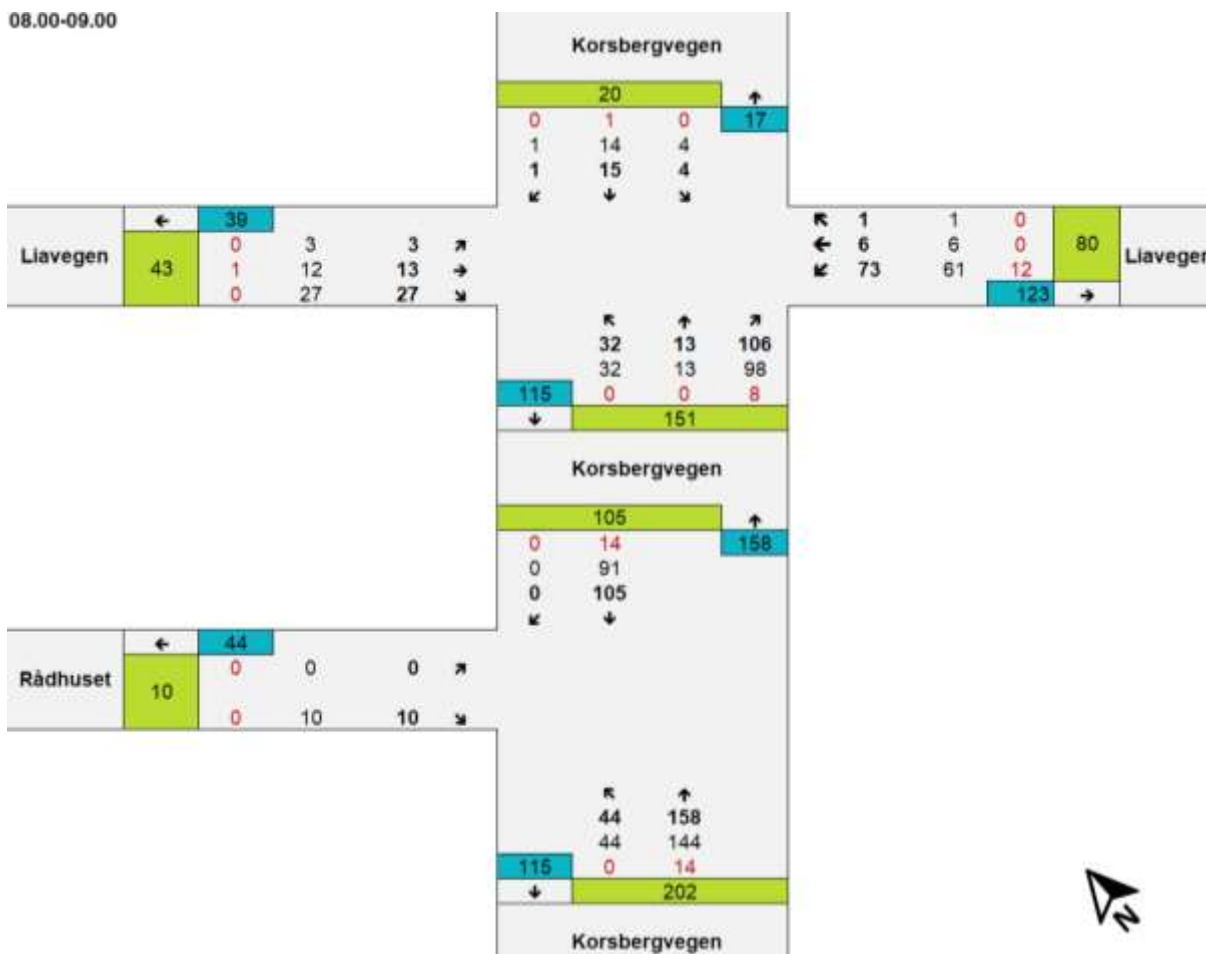 08.00-09.00
Korsbergvegen
20 ↑
0 1 0 17
1 14 4
1 15 4
↙ ↓ ↘
← 39
Liavegen 43
0 3 3 ↗
1 12 13 →
0 27 27 ↘
↖ 1 1 0
← 6 6 0
↙ 73 61 12
80 Liavegen
123 →
↖ ↑ ↗
32 13 106
32 13 98
115 0 0 8
↓ 151
Korsbergvegen
105 ↑
0 14 158
0 91
0 105
↙ ↓
← 44
Rådhuset 10
0 0 0 ↗
0 10 10 ↘
↖ ↑
44 158
44 144
115 0 14
↓ 202
Korsbergvegen
N